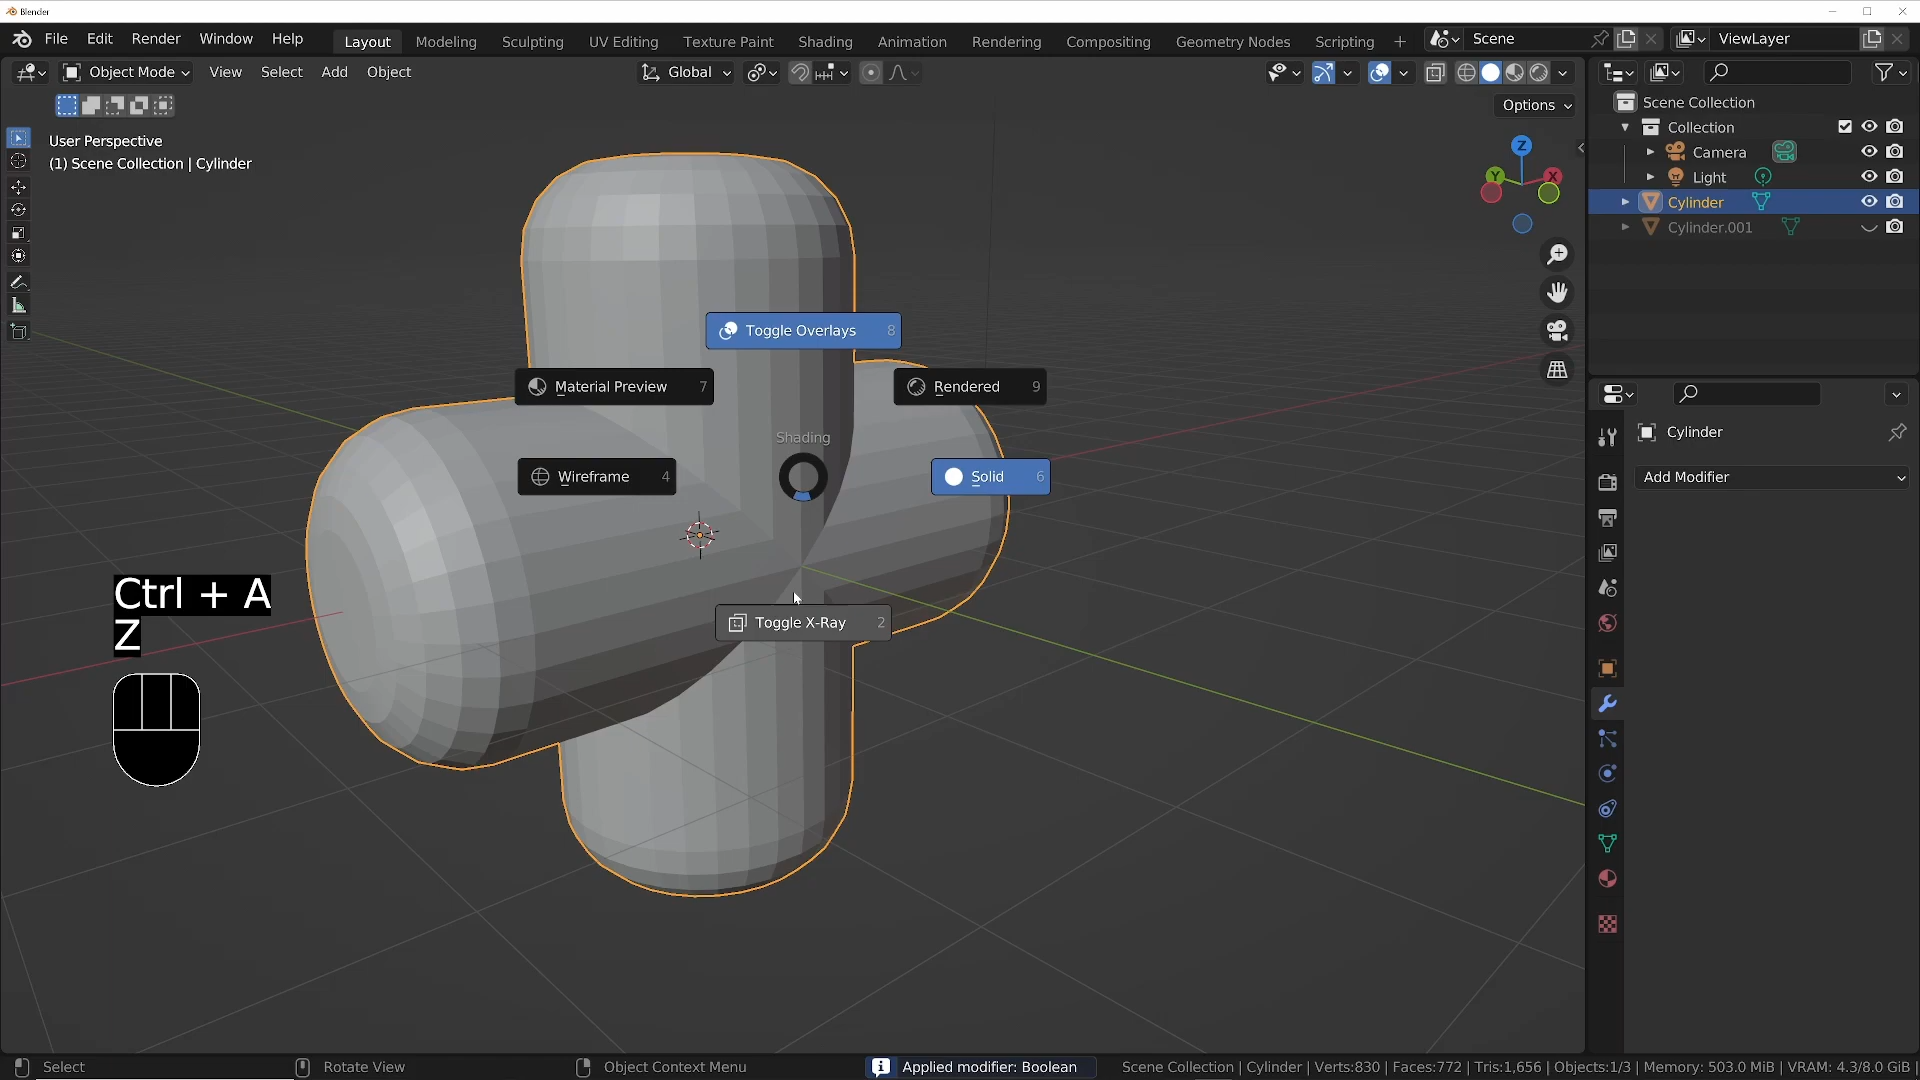 Blender
File Edit Render Window Help
Layout Modeling Sculpting UV Editing Texture Paint Shading Animation Rendering Compositing Geometry Nodes Scripting +
Scene
ViewLayer
Object Mode View Select Add Object
Global
Options
User Perspective
(1) Scene Collection | Cylinder
Z
Y
X
Scene Collection
Collection
Camera
Light
Cylinder
Cylinder.001
Toggle Overlays 8
Material Preview 7
Rendered 9
Shading
Wireframe 4
Solid 6
Toggle X-Ray 2
Cylinder
Add Modifier
Ctrl + A
Z
Select
Rotate View
Object Context Menu
Applied modifier: Boolean
Scene Collection | Cylinder | Verts:830 | Faces:772 | Tris:1,656 | Objects:1/3 | Memory: 503.0 MiB | VRAM: 4.3/8.0 GiB |